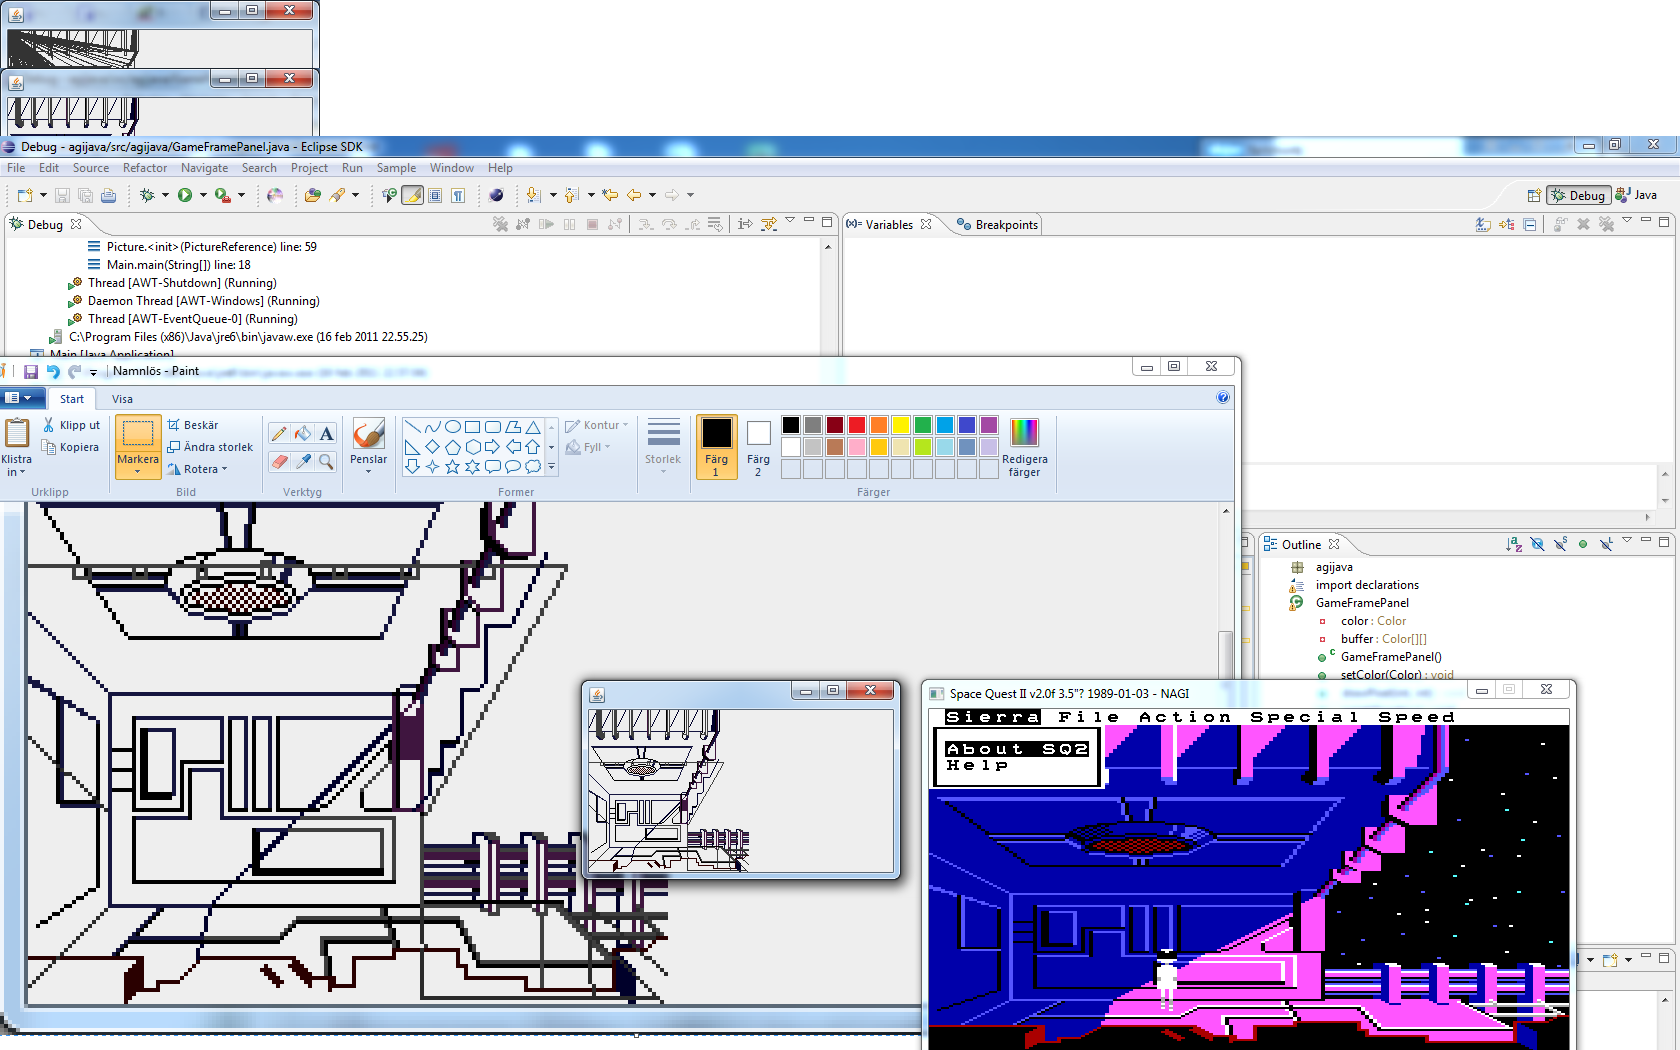 Debug - agijava/src/agijava/GameFramePanel.java - Eclipse SDK
File Edit Source Refactor Navigate Search Project Run Sample Window Help
Debug Java
Debug
Variables Breakpoints
Picture.<init>(PictureReference) line: 59
Main.main(String[]) line: 18
Thread [AWT-Shutdown] (Running)
Daemon Thread [AWT-Windows] (Running)
Thread [AWT-EventQueue-0] (Running)
C:\Program Files (x86)\Java\jre6\bin\javaw.exe (16 feb 2011 22.55.25)
Main [Java Application]
Namnlös - Paint
Start Visa
Klistra in
Klipp ut
Kopiera
Urklipp
Markera
Beskär
Ändra storlek
Rotera
Bild
A
Verktyg
Penslar
Kontur
Fyll
Former
Storlek
Färg 1
Färg 2
Redigera färger
Färger
Outline
agijava
import declarations
GameFramePanel
color : Color
buffer : Color[][]
GameFramePanel()
setColor(Color) : void
Space Quest II v2.0f 3.5"? 1989-01-03 - NAGI
Sierra File Action Special Speed
About SQ2
Help